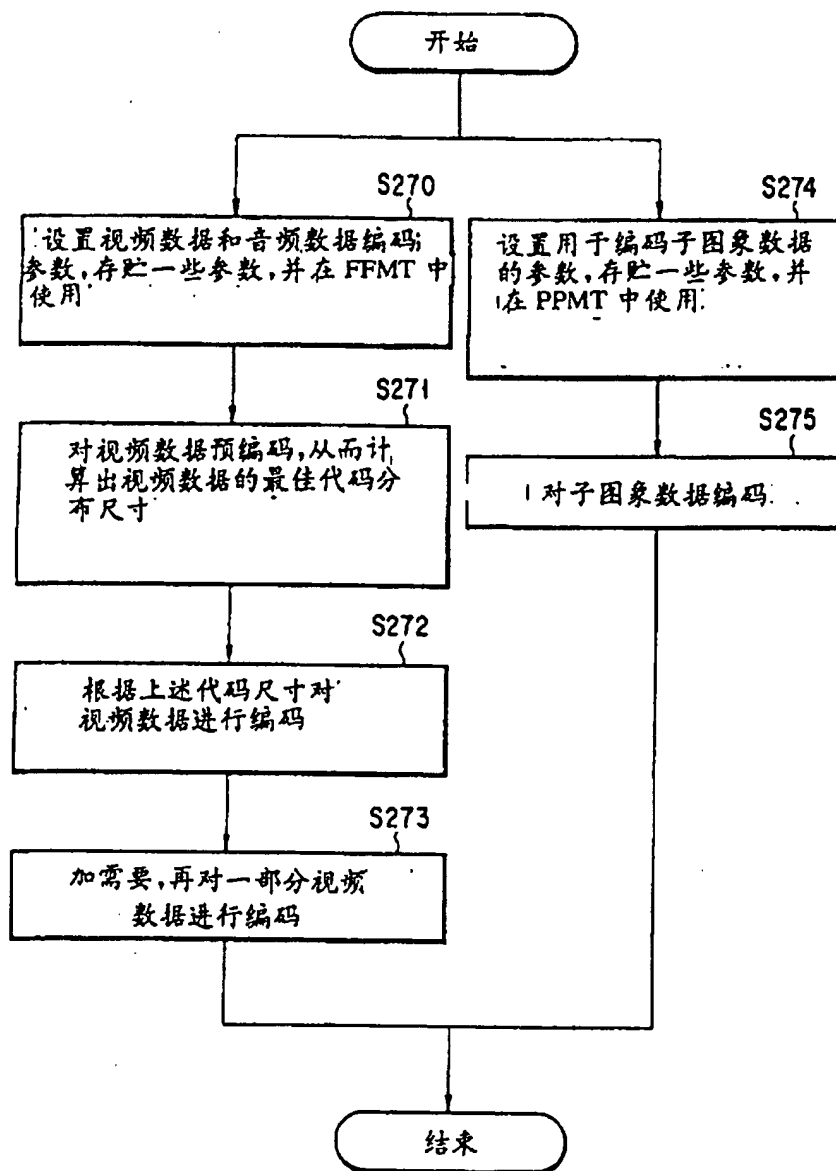 开始
S270
设置视频数据和音频数据编码
参数,存贮一些参数,并在 FFMT 中
使用
S271
对视频数据预编码,从而计
算出视频数据的最佳代码分
布尺寸
S272
根据上述代码尺寸对
视频数据进行编码
S273
加需要,再对一部分视频
数据进行编码
S274
设置用于编码子图象数据
的参数,存贮一些参数,并
在 PPMT 中使用
S275
对子图象数据编码
结束